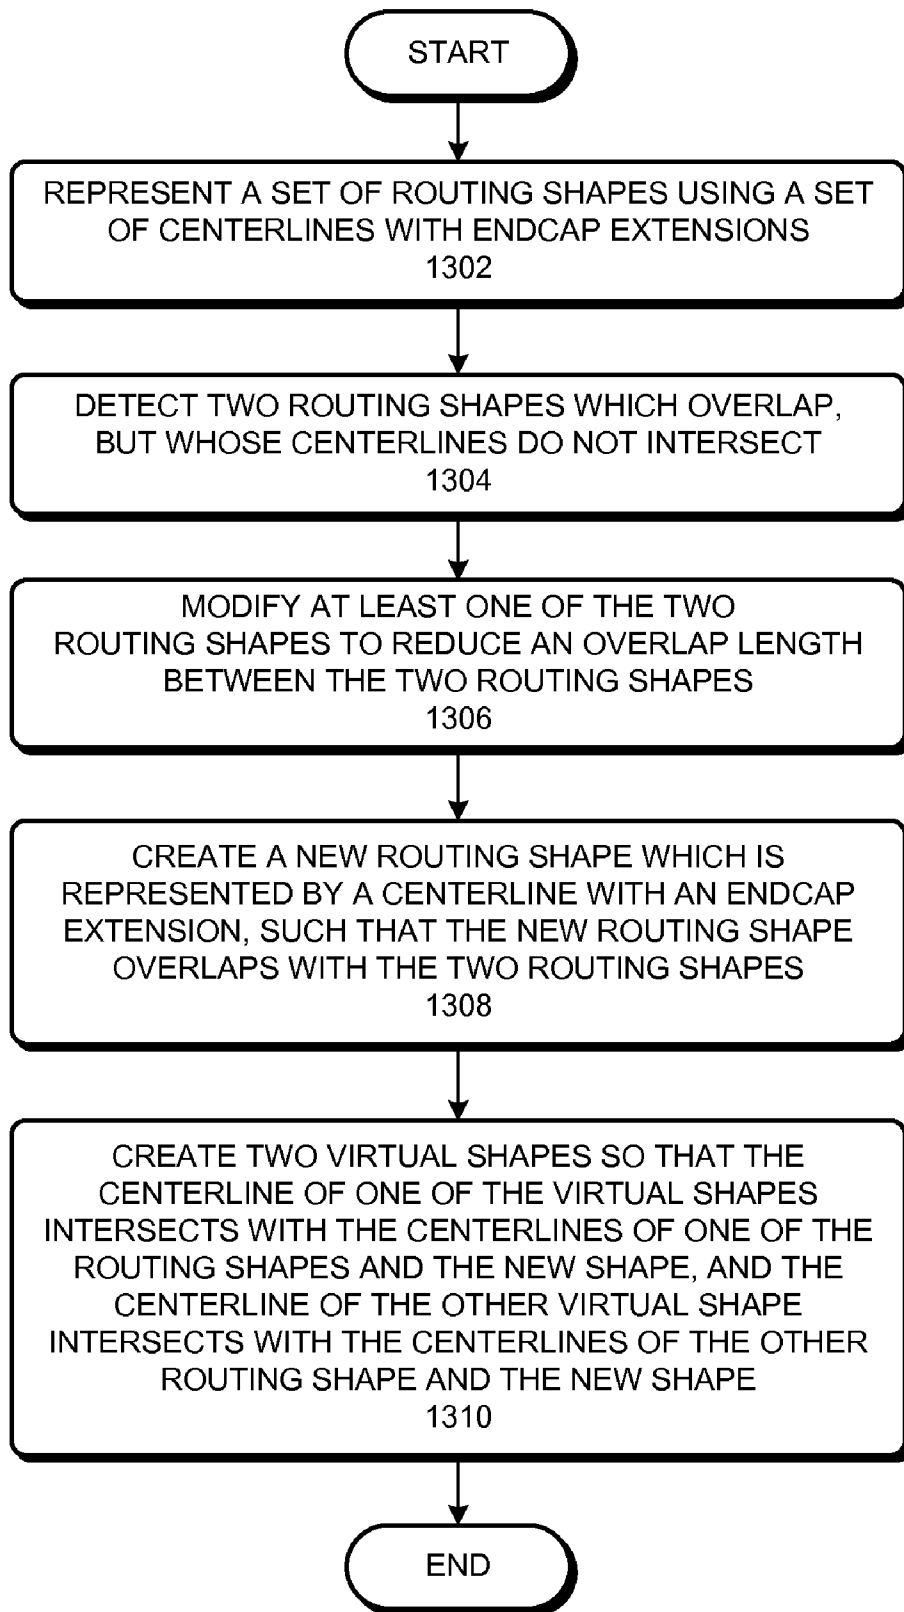 START
REPRESENT A SET OF ROUTING SHAPES USING A SET
OF CENTERLINES WITH ENDCAP EXTENSIONS
1302
DETECT TWO ROUTING SHAPES WHICH OVERLAP,
BUT WHOSE CENTERLINES DO NOT INTERSECT
1304
MODIFY AT LEAST ONE OF THE TWO
ROUTING SHAPES TO REDUCE AN OVERLAP LENGTH
BETWEEN THE TWO ROUTING SHAPES
1306
CREATE A NEW ROUTING SHAPE WHICH IS
REPRESENTED BY A CENTERLINE WITH AN ENDCAP
EXTENSION, SUCH THAT THE NEW ROUTING SHAPE
OVERLAPS WITH THE TWO ROUTING SHAPES
1308
CREATE TWO VIRTUAL SHAPES SO THAT THE
CENTERLINE OF ONE OF THE VIRTUAL SHAPES
INTERSECTS WITH THE CENTERLINES OF ONE OF THE
ROUTING SHAPES AND THE NEW SHAPE, AND THE
CENTERLINE OF THE OTHER VIRTUAL SHAPE
INTERSECTS WITH THE CENTERLINES OF THE OTHER
ROUTING SHAPE AND THE NEW SHAPE
1310
END